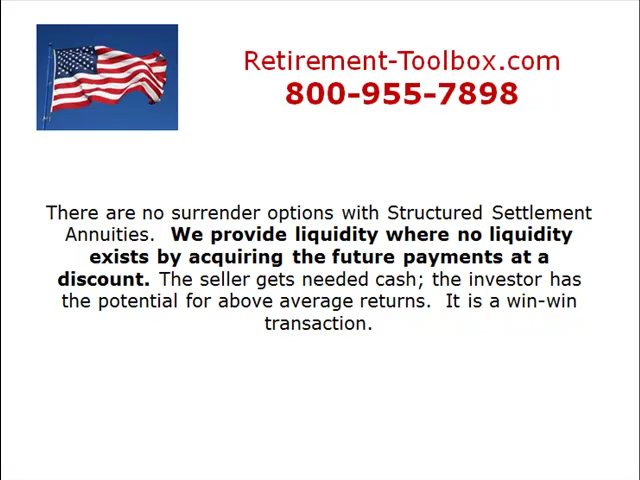 Retirement-Toolbox.com
800-955-7898
There are no surrender options with Structured Settlement
Annuities.  We provide liquidity where no liquidity
exists by acquiring the future payments at a
discount. The seller gets needed cash; the investor has
the potential for above average returns.  It is a win-win
transaction.